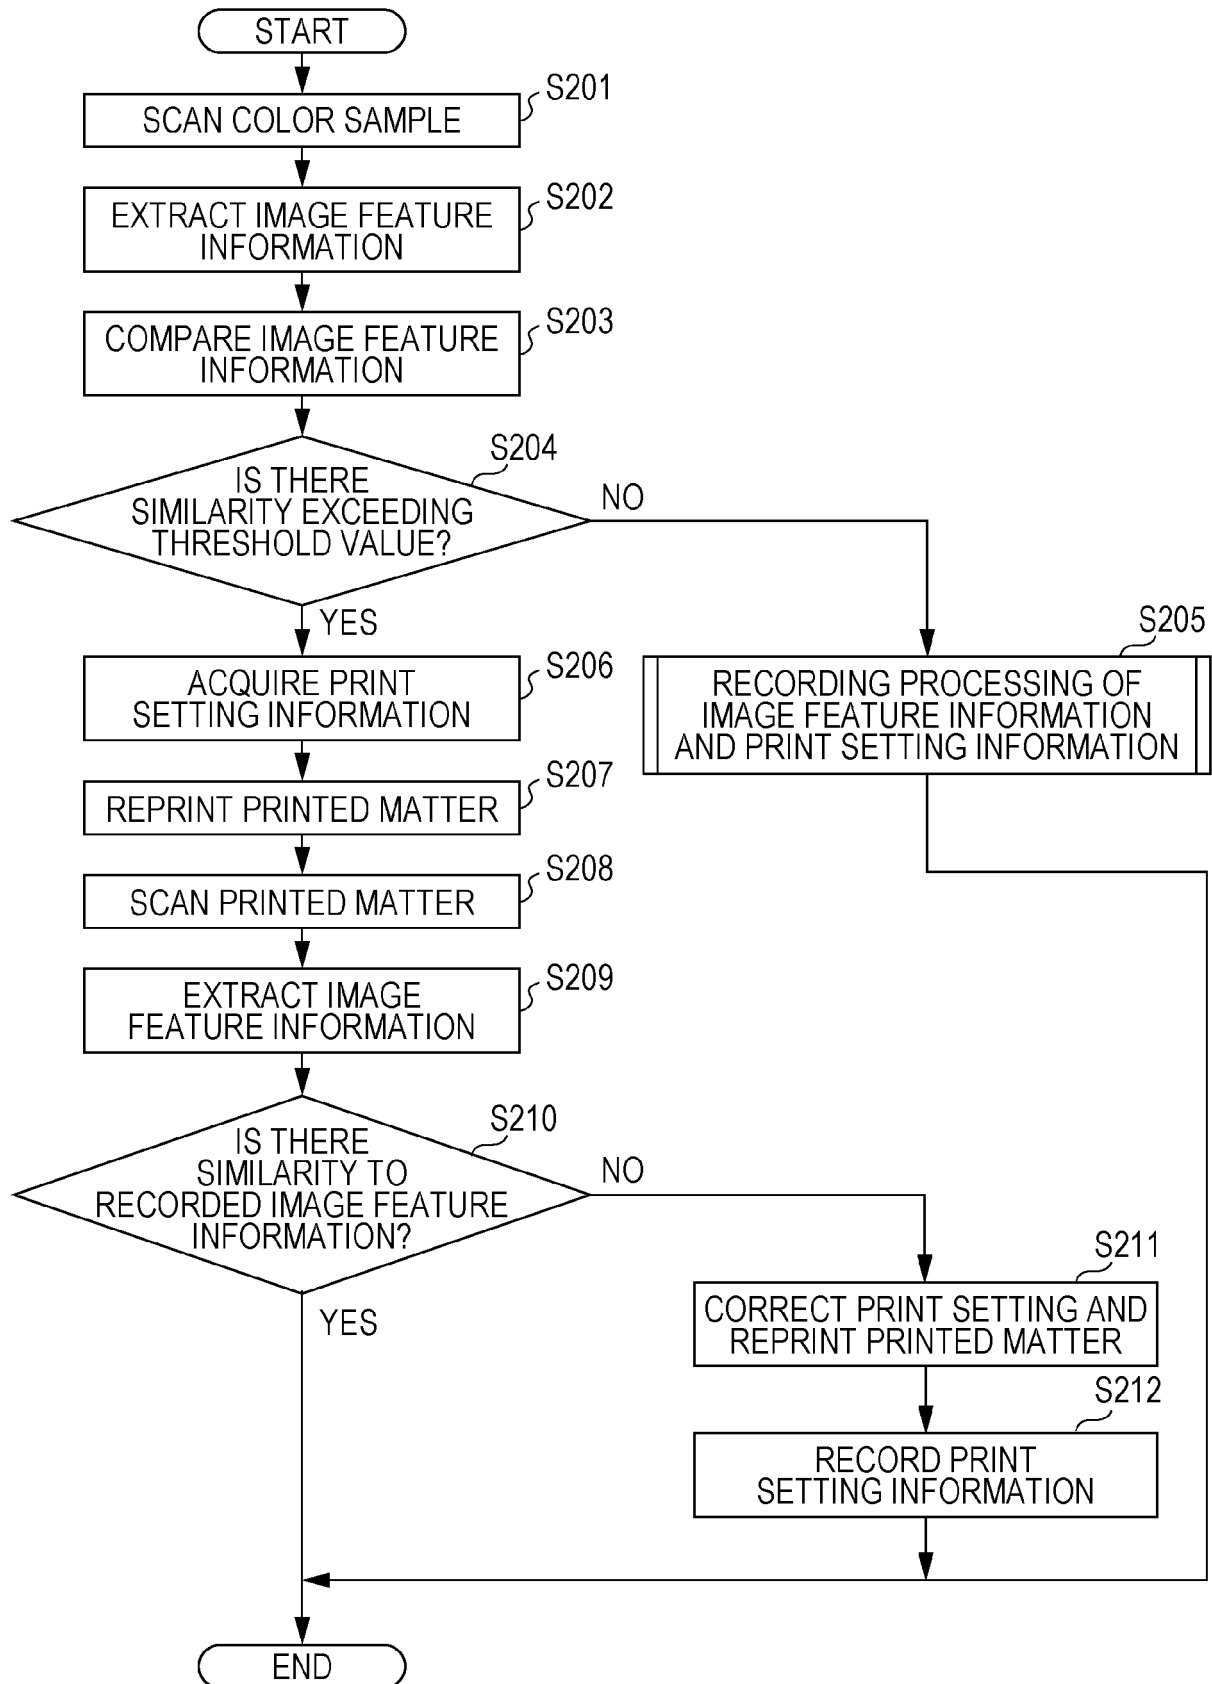 START
S201
SCAN COLOR SAMPLE
S202
EXTRACT IMAGE FEATURE
INFORMATION
S203
COMPARE IMAGE FEATURE
INFORMATION
S204
IS THERE
SIMILARITY EXCEEDING
THRESHOLD VALUE?
NO
YES
S205
RECORDING PROCESSING OF
IMAGE FEATURE INFORMATION
AND PRINT SETTING INFORMATION
S206
ACQUIRE PRINT
SETTING INFORMATION
S207
REPRINT PRINTED MATTER
S208
SCAN PRINTED MATTER
S209
EXTRACT IMAGE
FEATURE INFORMATION
S210
IS THERE
SIMILARITY TO
RECORDED IMAGE FEATURE
INFORMATION?
NO
YES
S211
CORRECT PRINT SETTING AND
REPRINT PRINTED MATTER
S212
RECORD PRINT
SETTING INFORMATION
END